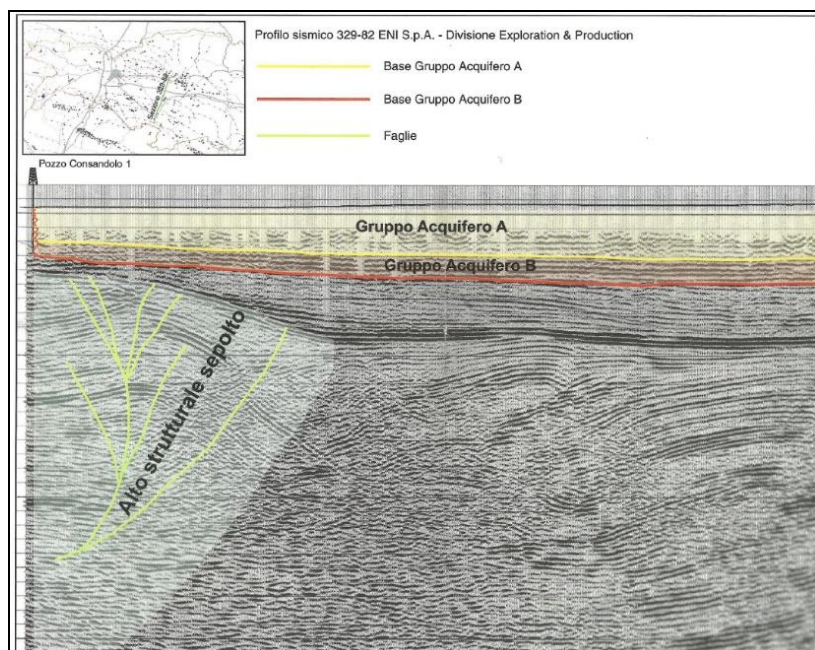 Profilo sismico 329-82 ENI S.p.A. - Divisione Exploration & Production
Base Gruppo Acquifero A
Base Gruppo Acquifero B
Faglie
Pozzo Consandolo 1
Gruppo Acquifero A
Gruppo Acquifero B
Alto strutturale sepolto